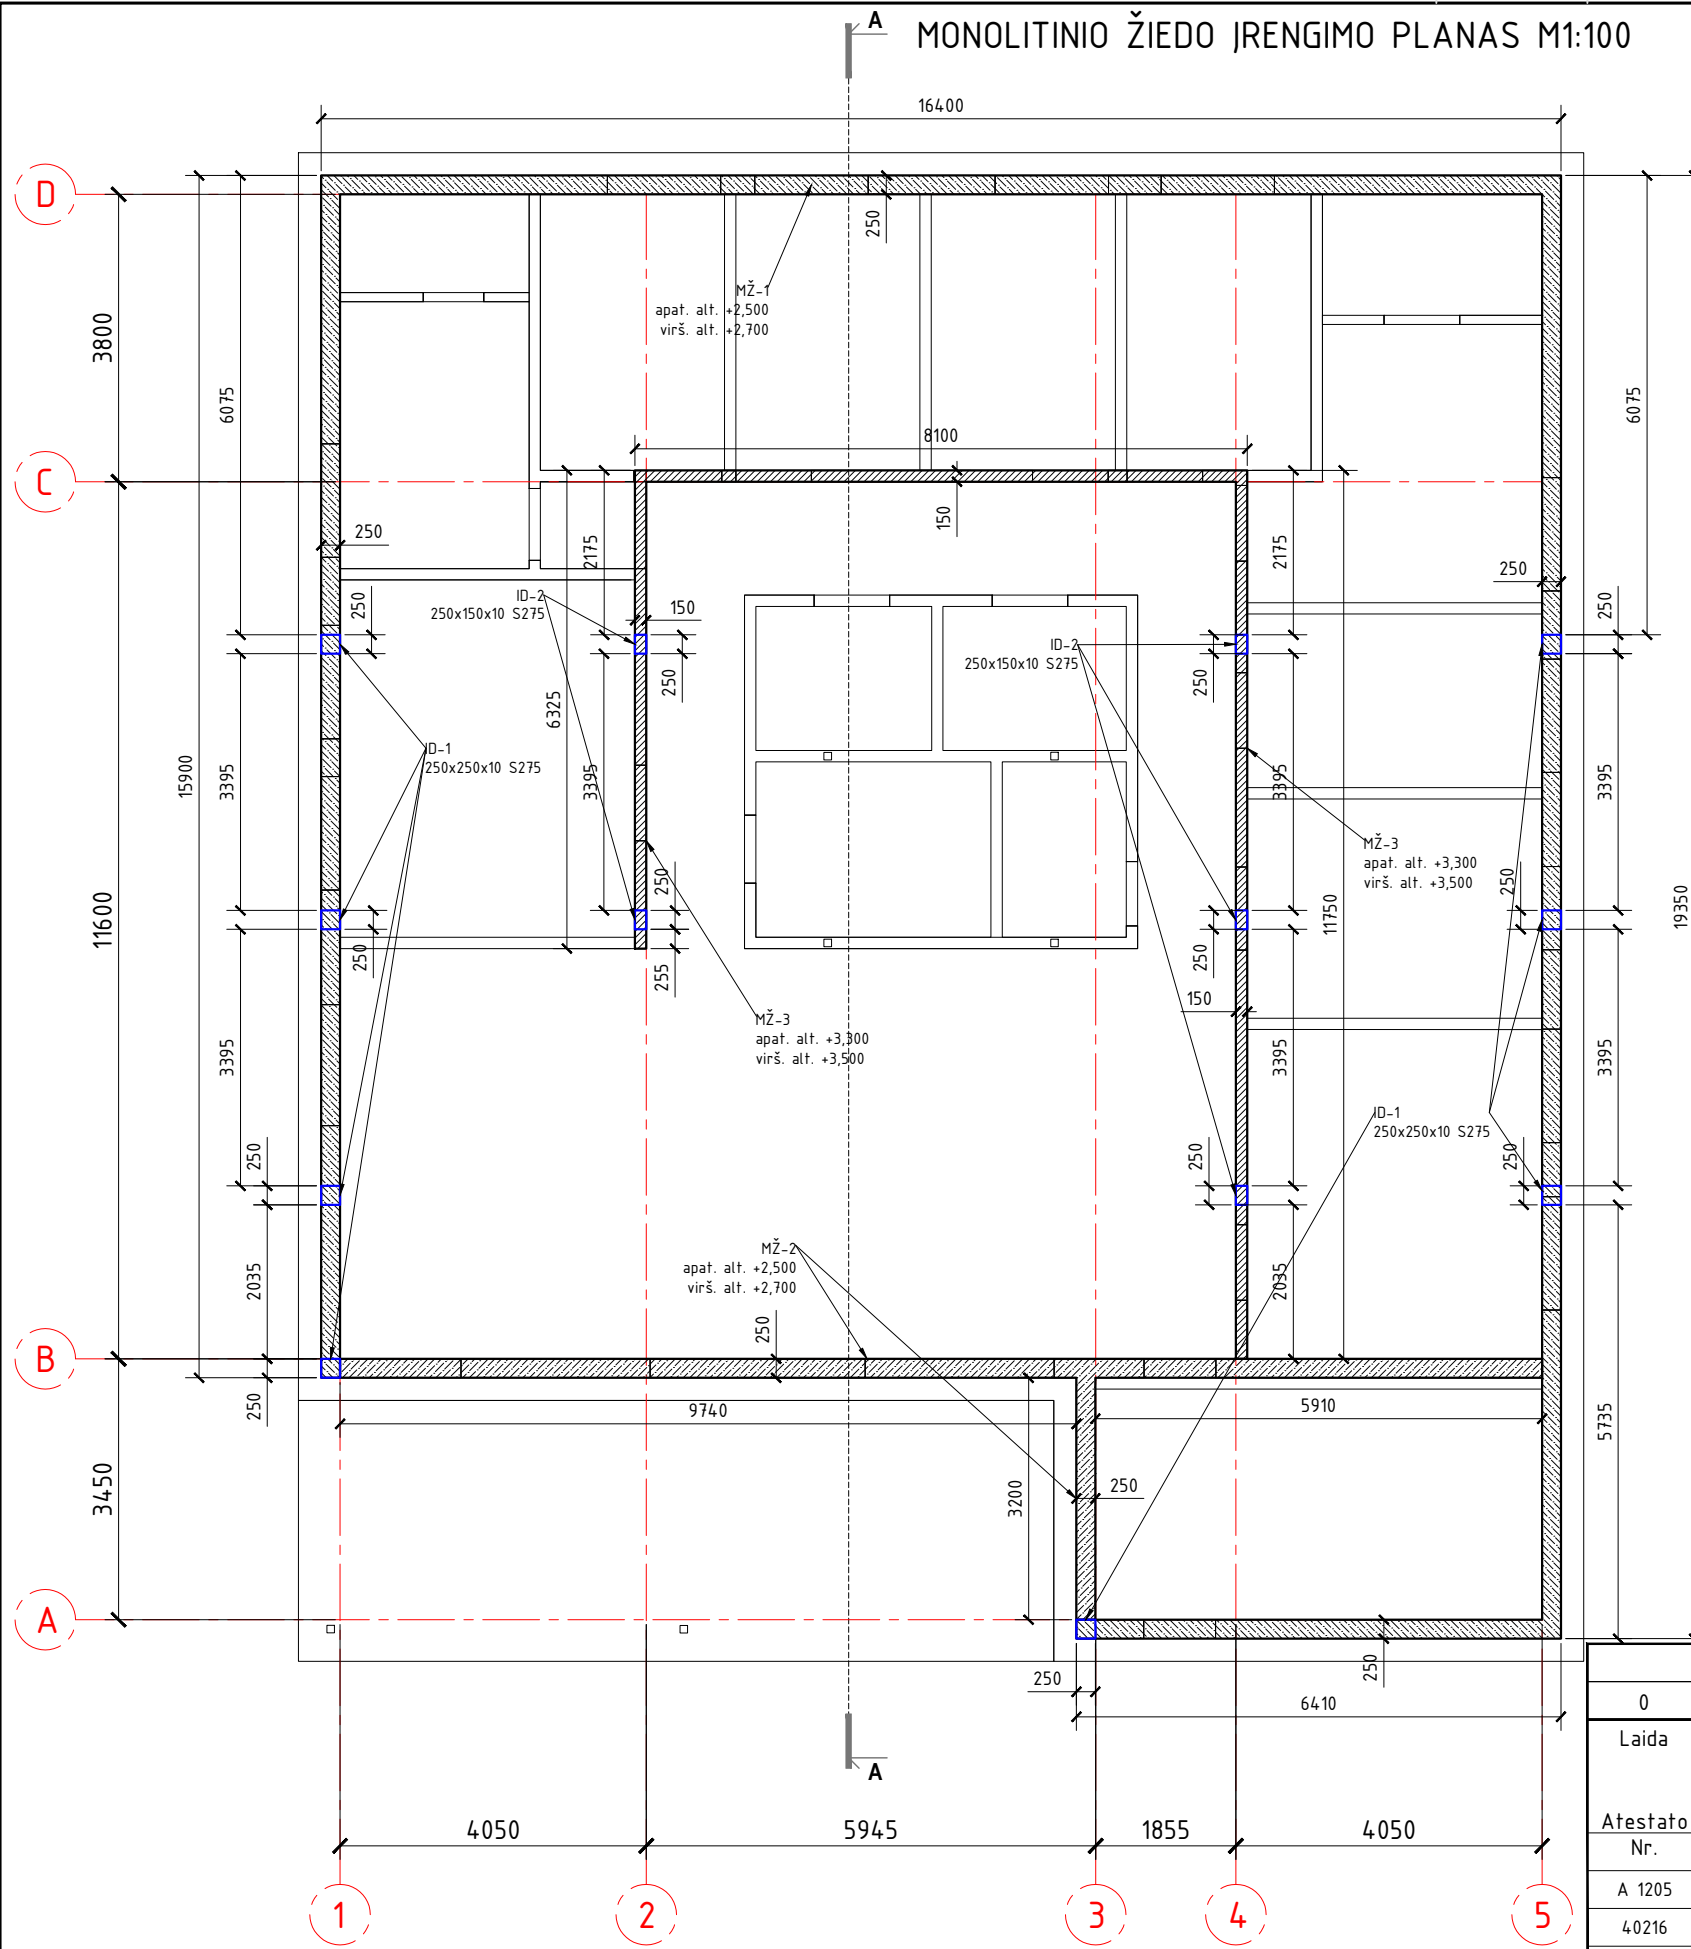 A
MONOLITINIO ŽIEDO ĮRENGIMO PLANAS M1:100
16400
D
250
MŽ-1
apat. alt. +2,500
virš. alt. +2,700
3800
6075
6075
8100
C
250
2175
150
2175
250
ID-2
250x150x10 S275
250
150
250
ID-2
250x150x10 S275
250
250
6325
ID-1
250x250x10 S275
15900
3395
3395
3395
3395
MŽ-3
apat. alt. +3,300
virš. alt. +3,500
250
250
11600
11750
19350
250
255
250
150
MŽ-3
apat. alt. +3,300
virš. alt. +3,500
3395
3395
3395
ID-1
250x250x10 S275
250
250
250
MŽ-2
apat. alt. +2,500
virš. alt. +2,700
2035
2035
250
B
250
9740
5910
5735
3450
3200
250
A
250
250
6410
0
Laida
A
Atestato
Nr.
4050
5945
1855
4050
A 1205
1
2
3
4
5
40216